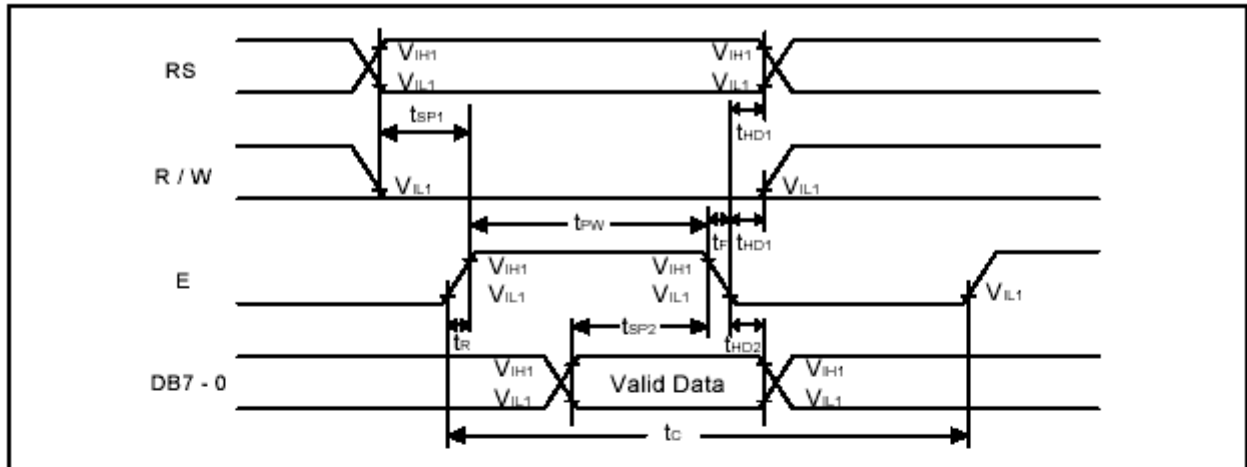 RS
VIH1 VIH1
VIL1 VIL1
tSP1 tHD1
R / W
VIL1 VIL1
tPW tF tHD1
E
VIH1 VIH1
VIL1 VIL1 VIL1
tR tSP2 tHD2
DB7 - 0
VIH1 Valid Data VIH1
VIL1 VIL1
tC